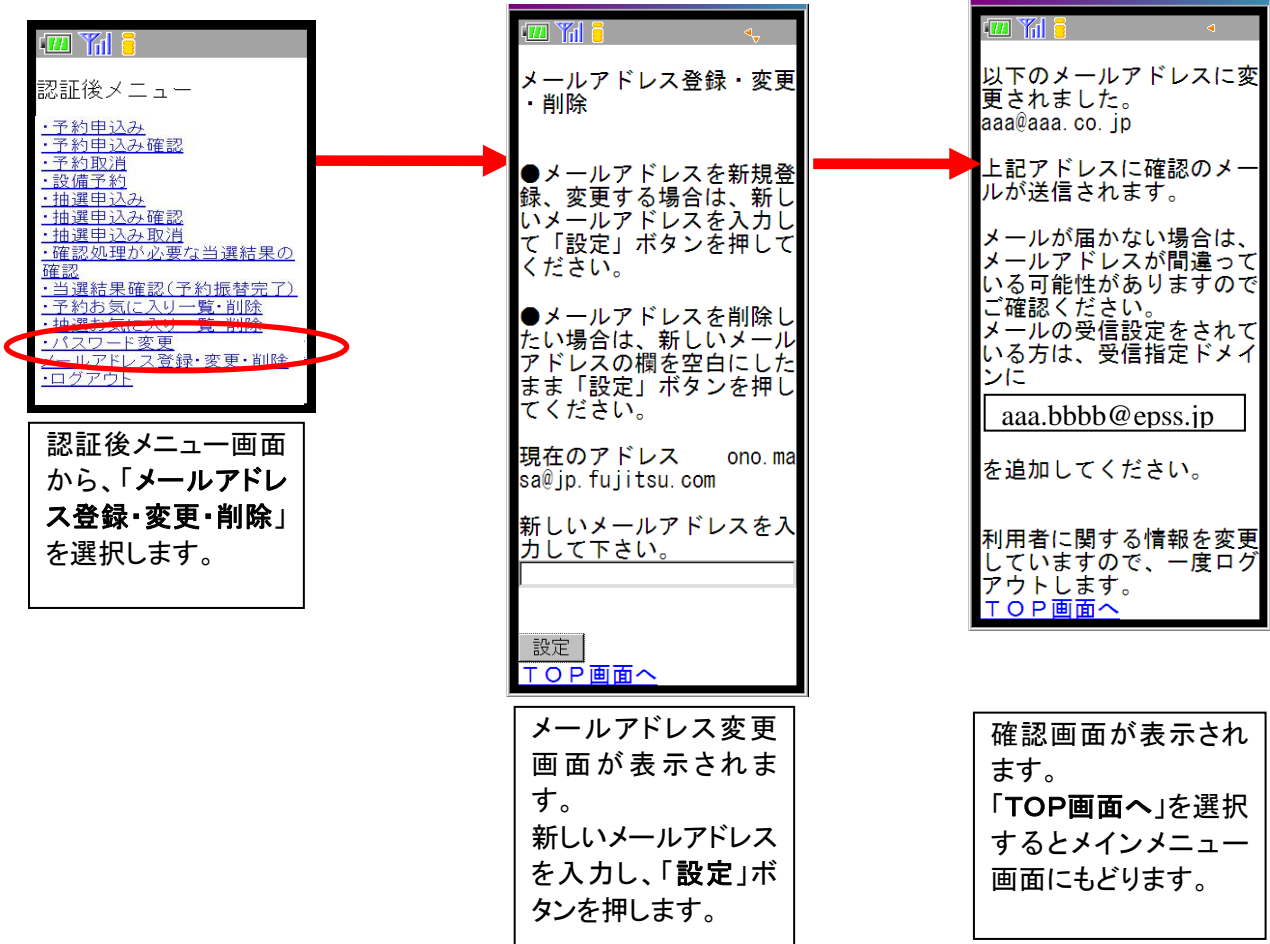 認証後メニュー
・予約申込み
・予約申込み確認
・予約取消
・設備予約
・抽選申込み
・抽選申込み確認
・抽選申込み取消
・確認処理が必要な当選結果の
確認
・当選結果確認(予約振替完了)
・予約お気に入り一覧・削除
・抽選お気に入り一覧・削除
・パスワード変更
メールアドレス登録・変更・削除
・ログアウト
認証後メニュー画面
から、「メールアドレ
ス登録・変更・削除」
を選択します。
メールアドレス登録・変更
・削除
●メールアドレスを新規登
録、変更する場合は、新し
いメールアドレスを入力し
て「設定」ボタンを押して
ください。
●メールアドレスを削除し
たい場合は、新しいメール
アドレスの欄を空白にした
まま「設定」ボタンを押し
てください。
現在のアドレス ono.ma
sa@jp.fujitsu.com
新しいメールアドレスを入
力して下さい。
設定
TOP画面へ
メールアドレス変更
画面が表示されま
す。
新しいメールアドレス
を入力し、「設定」ボ
タンを押します。
以下のメールアドレスに変
更されました。
aaa@aaa.co.jp
上記アドレスに確認のメー
ルが送信されます。
メールが届かない場合は、
メールアドレスが間違って
いる可能性がありますので
ご確認ください。
メールの受信設定をされて
いる方は、受信指定ドメイ
ンに
aaa.bbbb@epss.jp
を追加してください。
利用者に関する情報を変更
していますので、一度ログ
アウトします。
TOP画面へ
確認画面が表示され
ます。
「TOP画面へ」を選択
するとメインメニュー
画面にもどります。